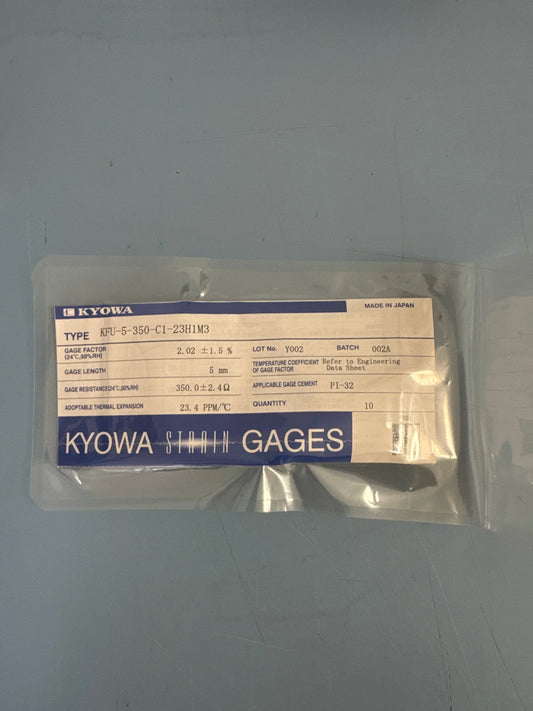 KYOWA
MADE IN JAPAN
TYPE KFU-5-350-C1-23H1M3
GAGE FACTOR (24℃,50%RH) 2.02 ±1.5 %
LOT No. Y002 BATCH 002A
GAGE LENGTH 5 mm
TEMPERATURE COEFFICIENT OF GAGE FACTOR Refer to Engineering Data Sheet
GAGE RESISTANCE(24℃,50%RH) 350.0±2.4Ω
APPLICABLE GAGE CEMENT PI-32
ADOPTABLE THERMAL EXPANSION 23.4 PPM/℃
QUANTITY 10
KYOWA STRAIN GAGES